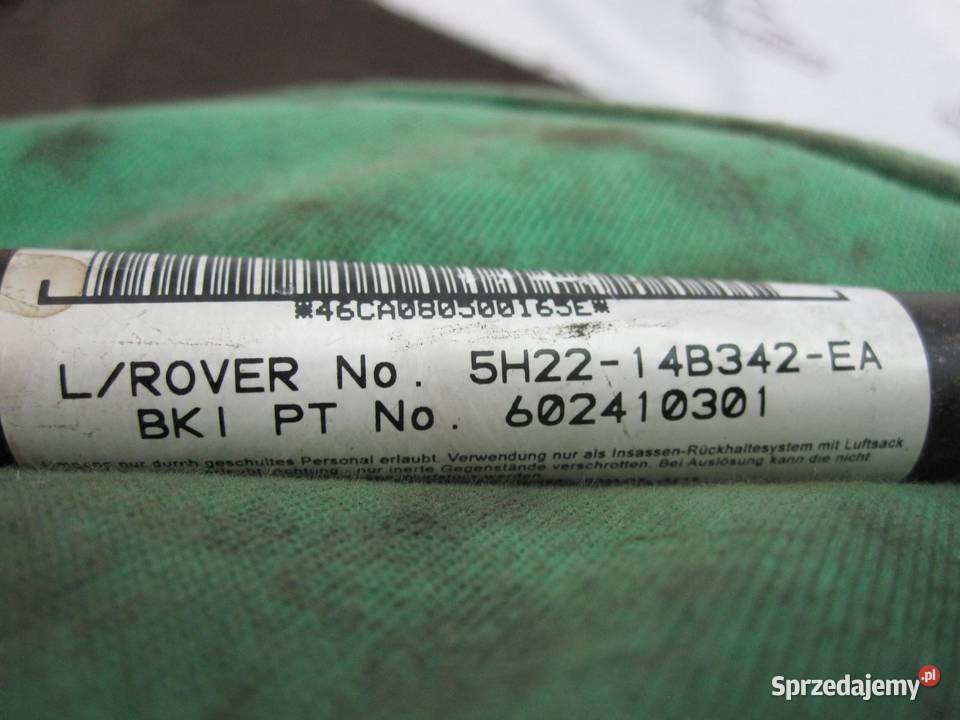 *46CA080500165E*
L/ROVER No. 5H22-14B342-EA
BKI PT No. 602410301
nur durch geschultes Personal erlaubt. Verwendung nur als Insassen-Rückhaltesystem mit Luftsack
Achtung - nur inerte Gegenstände verschrotten. Bei Auslösung kann die nicht
Sprzedajemy.pl